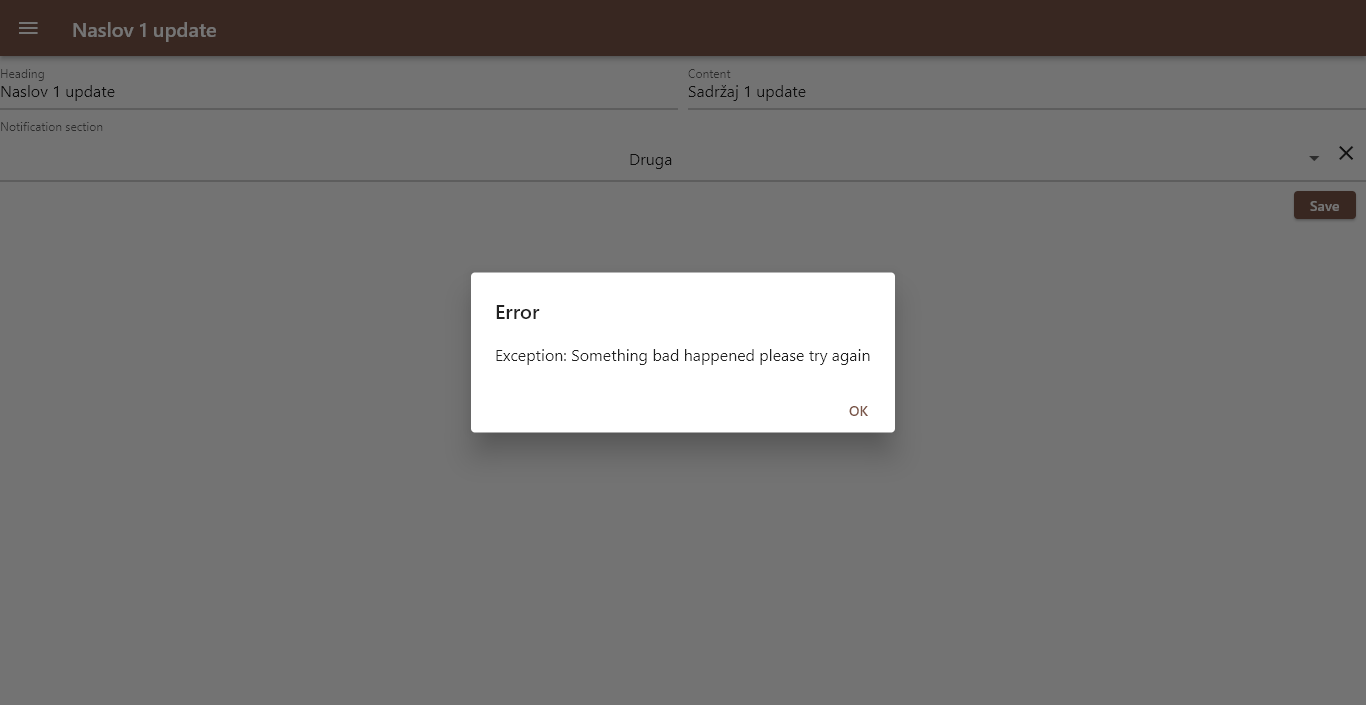 Naslov 1 update
Heading
Naslov 1 update
Content
Sadržaj 1 update
Notification section
Druga
Save
Error
Exception: Something bad happened please try again
OK